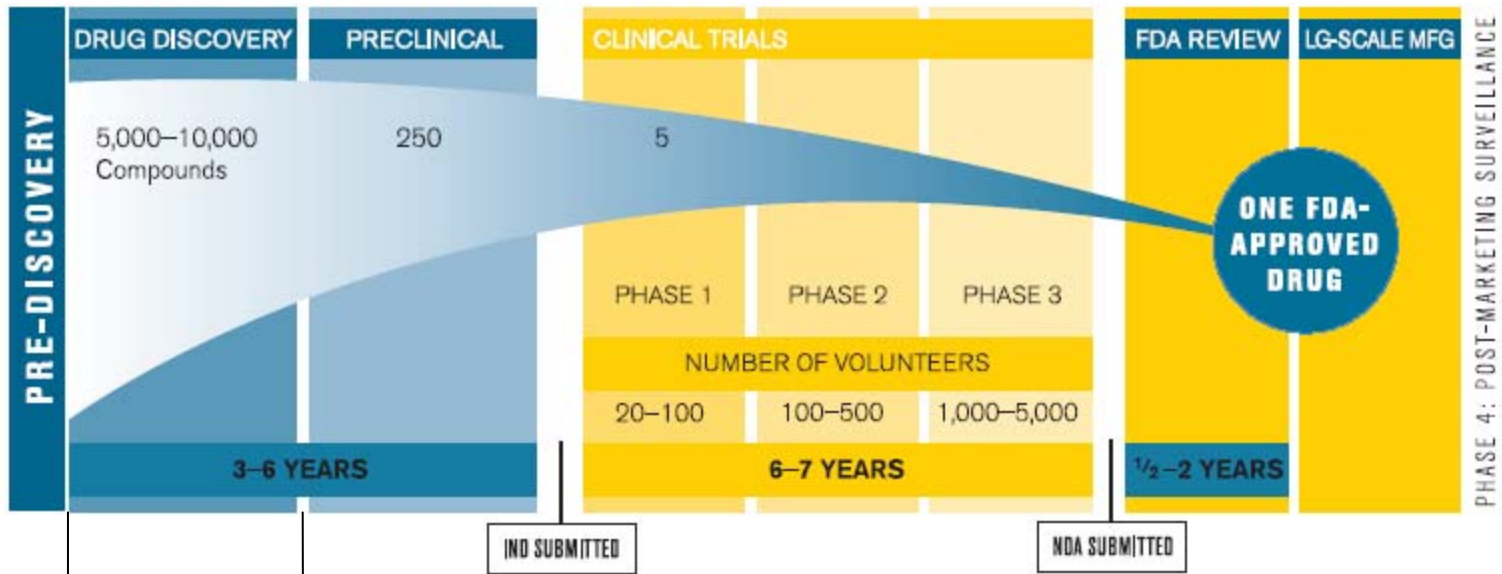 PRE-DISCOVERY
DRUG DISCOVERY
PRECLINICAL
CLINICAL TRIALS
FDA REVIEW
LG-SCALE MFG
5,000–10,000
Compounds
250
5
ONE FDA-
APPROVED
DRUG
PHASE 1
PHASE 2
PHASE 3
NUMBER OF VOLUNTEERS
20–100
100–500
1,000–5,000
3–6 YEARS
6–7 YEARS
1/2–2 YEARS
IND SUBMITTED
NDA SUBMITTED
PHASE 4: POST-MARKETING SURVEILLANCE